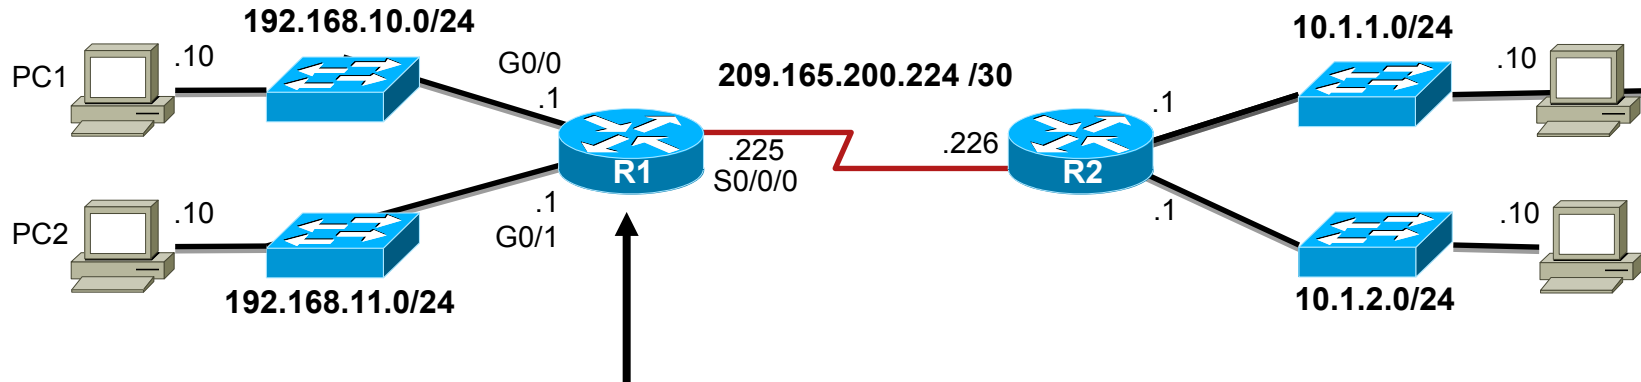 192.168.10.0/24
10.1.1.0/24
PC1
.10
G0/0
209.165.200.224 /30
.10
.1
.1
.225
.226
R1
S0/0/0
R2
PC2
.10
.1
G0/1
.1
.10
192.168.11.0/24
10.1.2.0/24